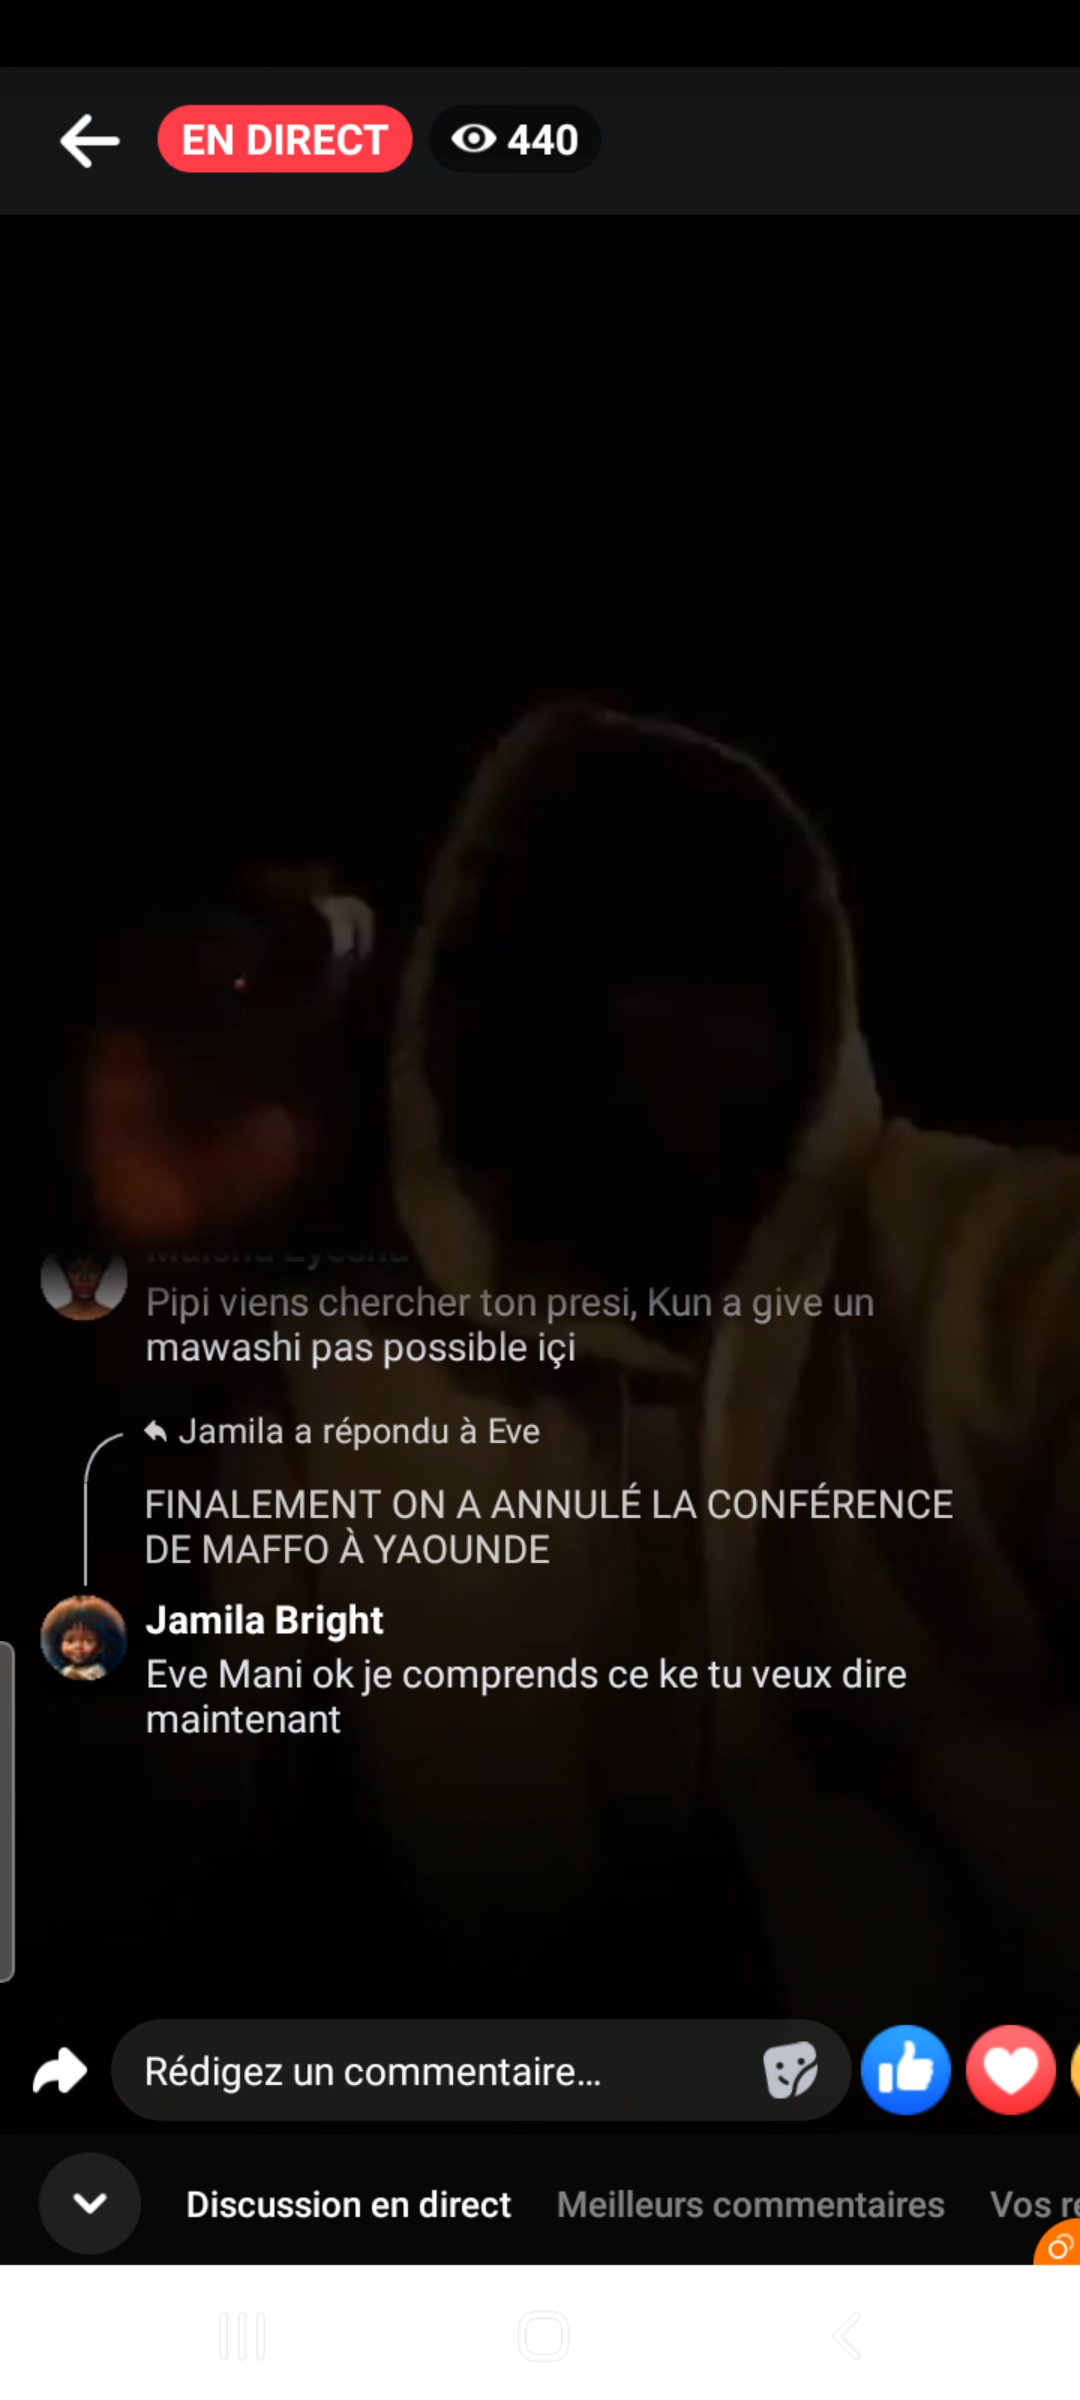 EN DIRECT
440
Pipi viens chercher ton presi, Kun a give un
mawashi pas possible içi
Jamila a répondu à Eve
FINALEMENT ON A ANNULÉ LA CONFÉRENCE
DE MAFFO À YAOUNDE
Jamila Bright
Eve Mani ok je comprends ce ke tu veux dire
maintenant
Rédigez un commentaire...
Discussion en direct
Meilleurs commentaires
Vos